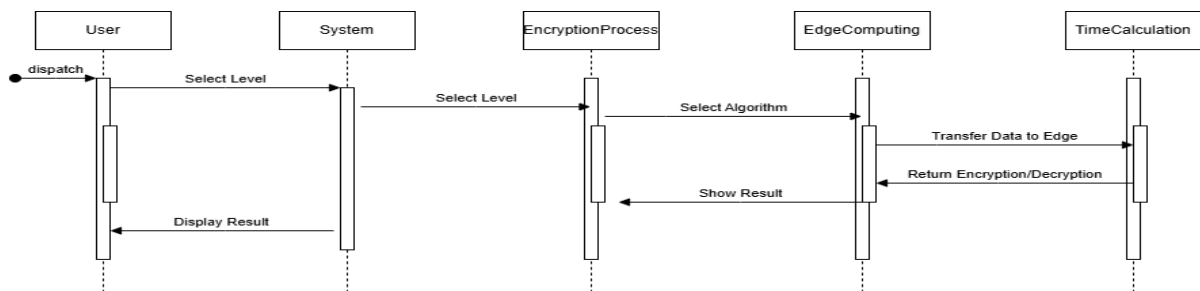 User
System
EncryptionProcess
EdgeComputing
TimeCalculation
dispatch
Select Level
Select Level
Select Algorithm
Transfer Data to Edge
Return Encryption/Decryption
Show Result
Display Result